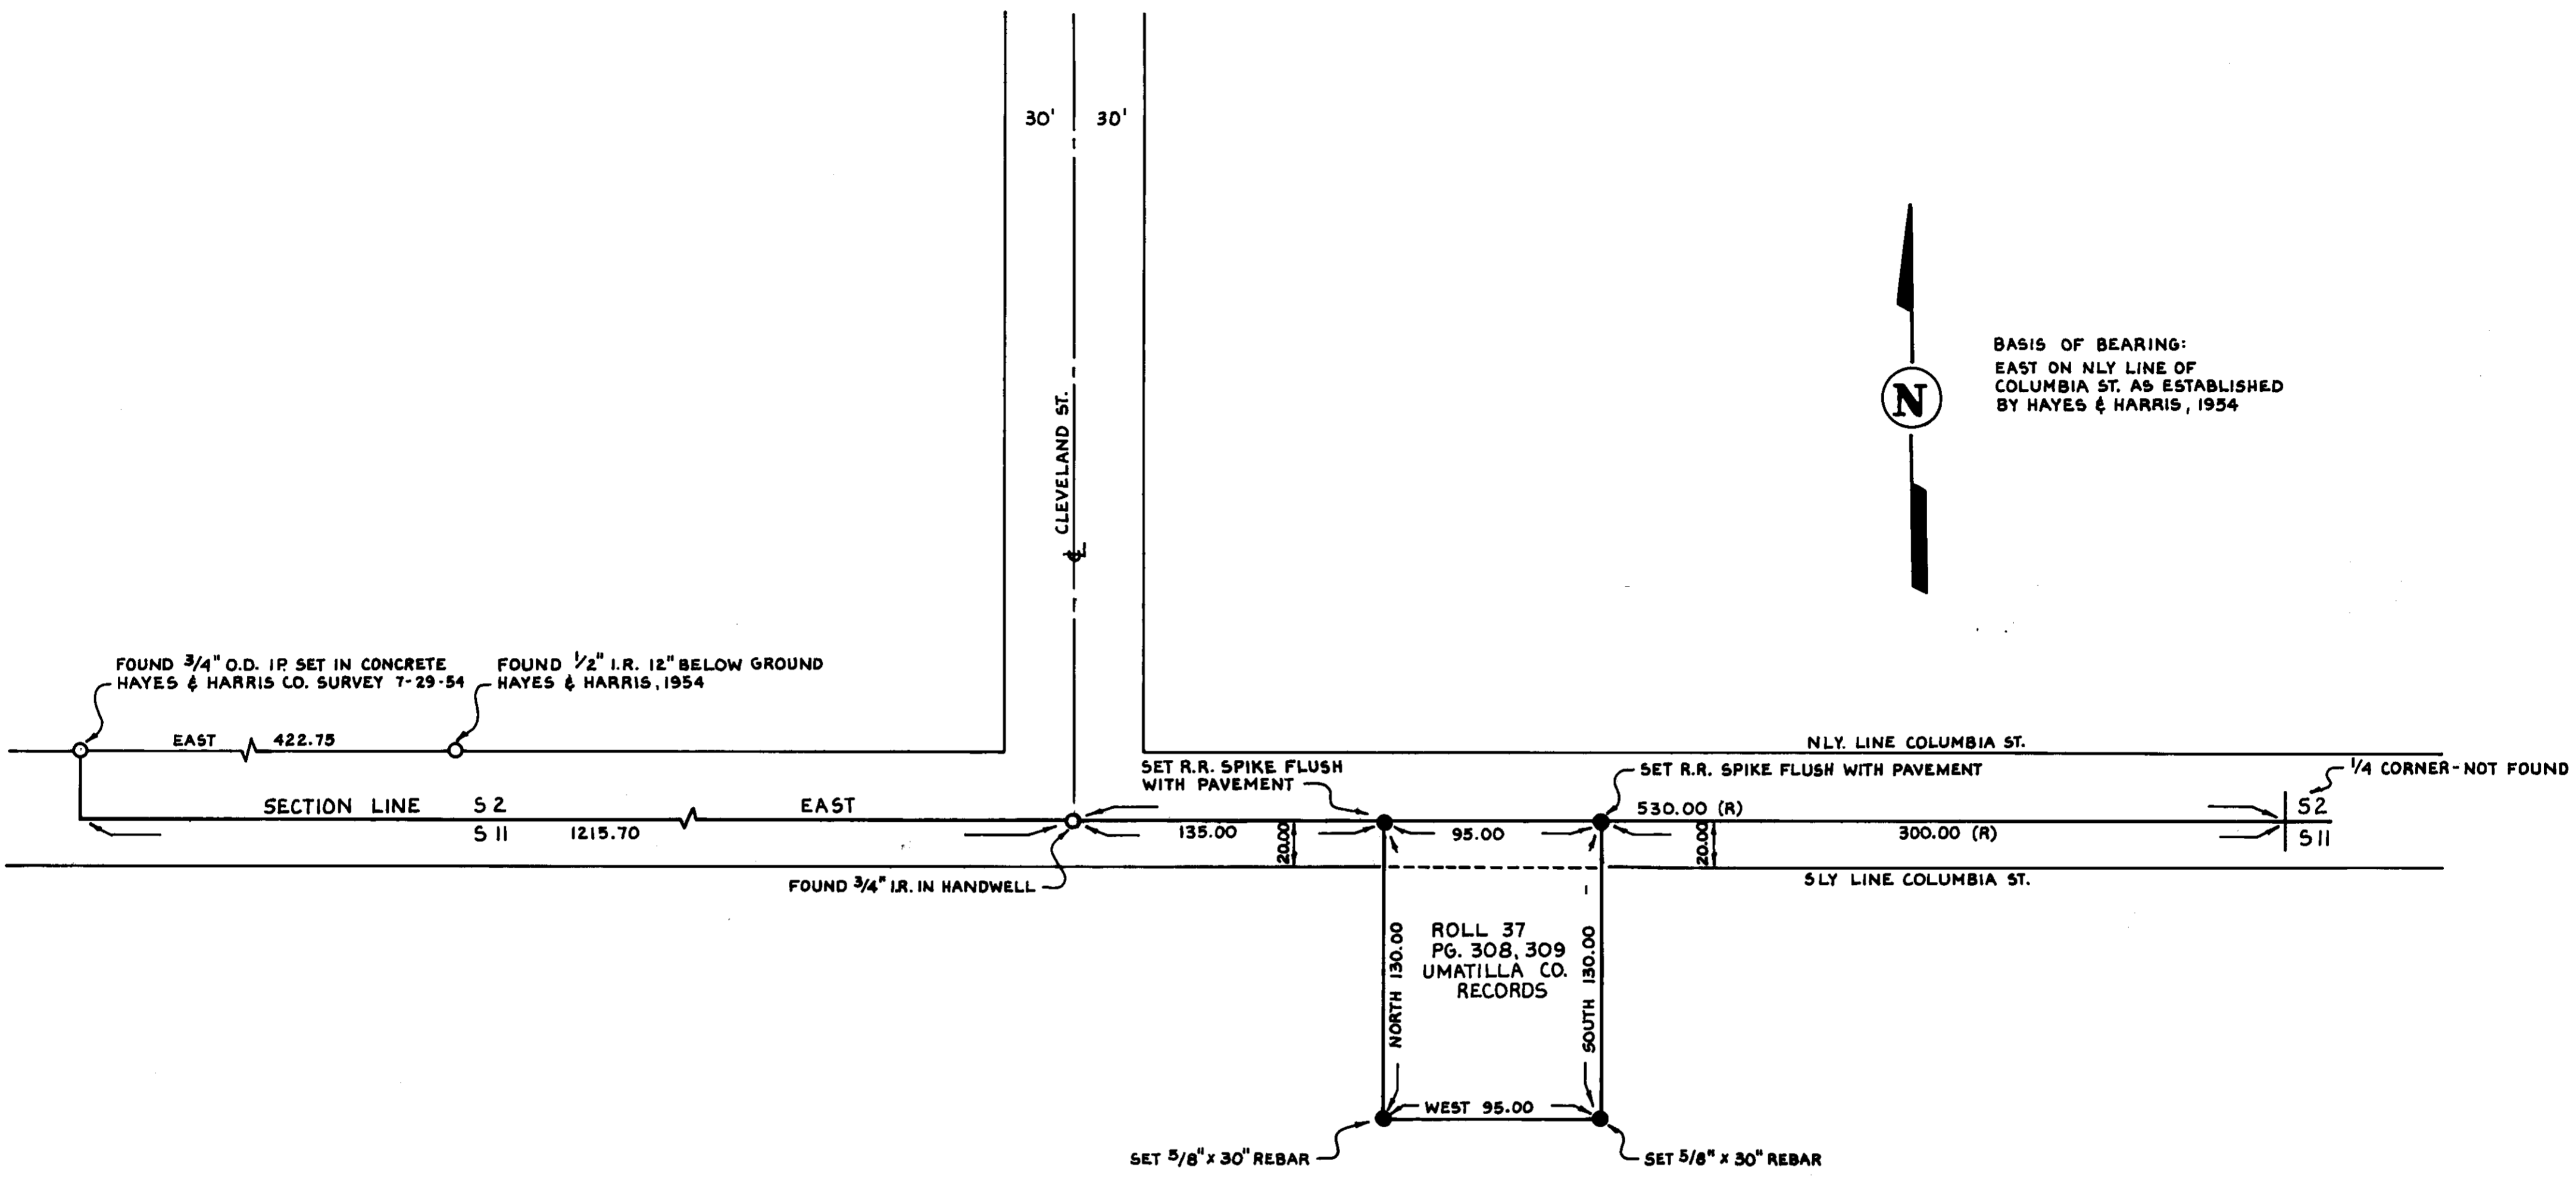 30' 30'
CLEVELAND ST.
N
BASIS OF BEARING:
EAST ON NLY LINE OF
COLUMBIA ST. AS ESTABLISHED
BY HAYES & HARRIS, 1954
FOUND 3/4" O.D. I.P. SET IN CONCRETE
HAYES & HARRIS CO. SURVEY 7-29-54
FOUND 1/2" I.R. 12" BELOW GROUND
HAYES & HARRIS, 1954
EAST 422.75
NLY. LINE COLUMBIA ST.
SET R.R. SPIKE FLUSH
WITH PAVEMENT
SET R.R. SPIKE FLUSH WITH PAVEMENT
1/4 CORNER-NOT FOUND
SECTION LINE S 2 EAST
S 11 1215.70
530.00 (R)
S2
S11
135.00
20.00
95.00
20.00
300.00 (R)
FOUND 3/4" I.R. IN HANDWELL
SLY LINE COLUMBIA ST.
NORTH 130.00
ROLL 37
PG. 308, 309
UMATILLA CO.
RECORDS
SOUTH 130.00
WEST 95.00
SET 5/8" x 30" REBAR
SET 5/8" x 30" REBAR